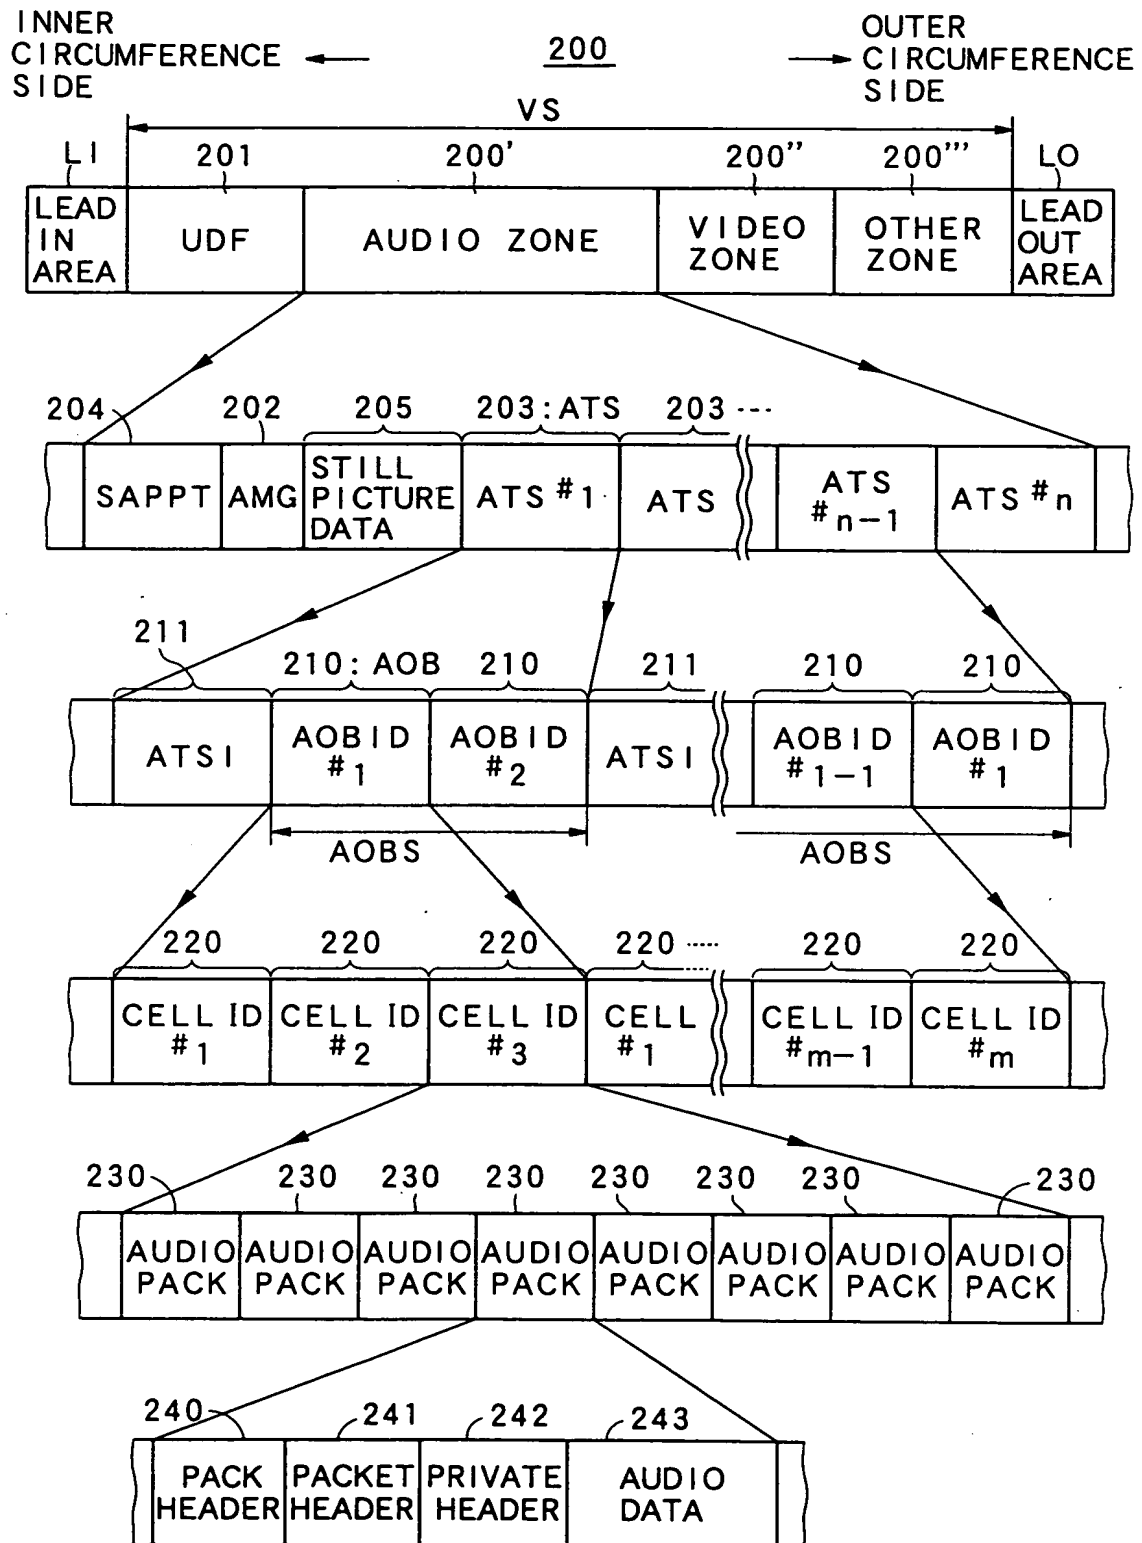 INNER CIRCUMFERENCE SIDE
200
OUTER CIRCUMFERENCE SIDE
VS
LI 201 200' 200'' 200''' LO
LEAD IN AREA UDF AUDIO ZONE VIDEO ZONE OTHER ZONE LEAD OUT AREA
204 202 205 203:ATS 203 ...
SAPPT AMG STILL PICTURE DATA ATS #1 ATS ATS #n-1 ATS #n
211 210:AOB 210 211 210 210
ATSI AOBID #1 AOBID #2 ATSI AOBID #1-1 AOBID #1
AOBS AOBS
220 220 220 220 ..... 220 220
CELL ID #1 CELL ID #2 CELL ID #3 CELL #1 CELL ID #m-1 CELL ID #m
230 230 230 230 230 230 230 230
AUDIO PACK AUDIO PACK AUDIO PACK AUDIO PACK AUDIO PACK AUDIO PACK AUDIO PACK AUDIO PACK
240 241 242 243
PACK HEADER PACKET HEADER PRIVATE HEADER AUDIO DATA